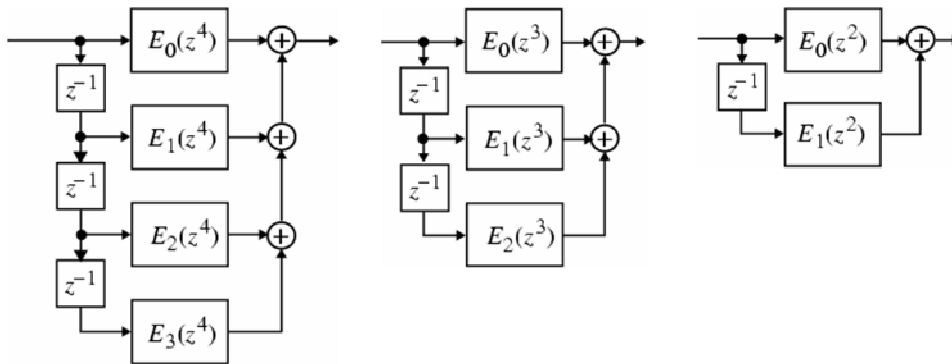 E₀(z⁴)
z⁻¹
E₁(z⁴)
z⁻¹
E₂(z⁴)
z⁻¹
E₃(z⁴)
E₀(z³)
z⁻¹
E₁(z³)
z⁻¹
E₂(z³)
E₀(z²)
z⁻¹
E₁(z²)